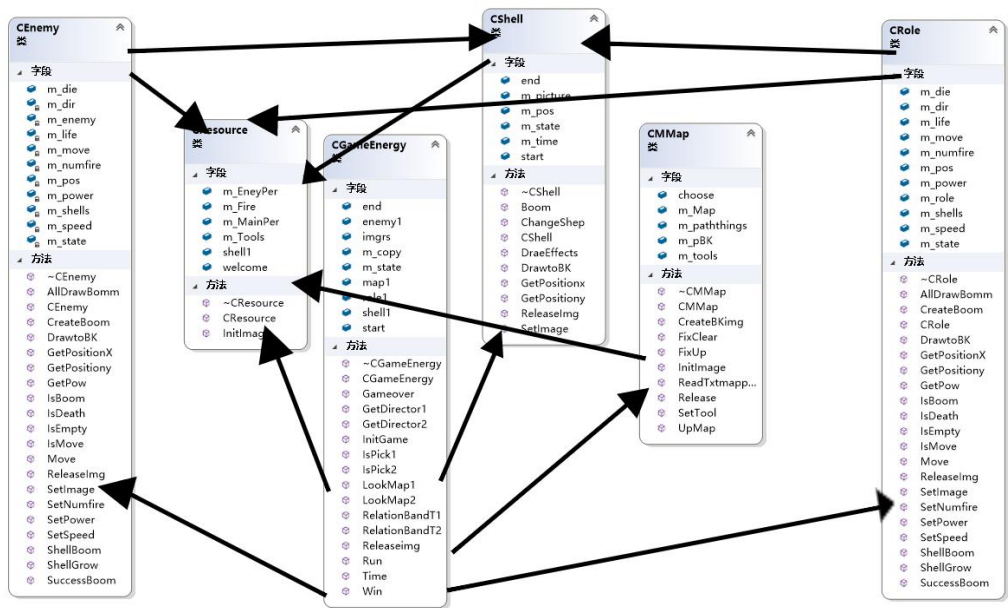 CEnemy
类
字段
m_die
m_dir
m_enemy
m_life
m_move
m_numfire
m_pos
m_power
m_shells
m_speed
m_state
方法
~CEnemy
AllDrawBomm
CEnemy
CreateBoom
DrawtoBK
GetPositionX
GetPositiony
GetPow
IsBoom
IsDeath
IsEmpty
IsMove
Move
ReleaseImg
SetImage
SetNumfire
SetPower
SetSpeed
ShellBoom
ShellGrow
SuccessBoom
CResource
类
字段
m_EneyPer
m_Fire
m_MainPer
m_Tools
shell1
welcome
方法
~CResource
CResource
InitImage
CGameEnergy
类
字段
end
enemy1
imgrs
m_copy
m_state
map1
role1
shell1
start
方法
~CGameEnergy
CGameEnergy
Gameover
GetDirector1
GetDirector2
InitGame
IsPick1
IsPick2
LookMap1
LookMap2
RelationBandT1
RelationBandT2
Releaseimg
Run
Time
Win
CShell
类
字段
end
m_picture
m_pos
m_state
m_time
start
方法
~CShell
Boom
ChangeShep
CShell
DraeEffects
DrawtoBK
GetPositionx
GetPositiony
ReleaseImg
SetImage
CMMap
类
字段
choose
m_Map
m_paththings
m_pBK
m_tools
方法
~CMMap
CMMap
CreateBKimg
FixClear
FixUp
InitImage
ReadTxtmapp...
Release
SetTool
UpMap
CRole
类
字段
m_die
m_dir
m_life
m_move
m_numfire
m_pos
m_power
m_role
m_shells
m_speed
m_state
方法
~CRole
AllDrawBomm
CreateBoom
CRole
DrawtoBK
GetPositionX
GetPositiony
GetPow
IsBoom
IsDeath
IsEmpty
IsMove
Move
ReleaseImg
SetImage
SetNumfire
SetPower
SetSpeed
ShellBoom
ShellGrow
SuccessBoom